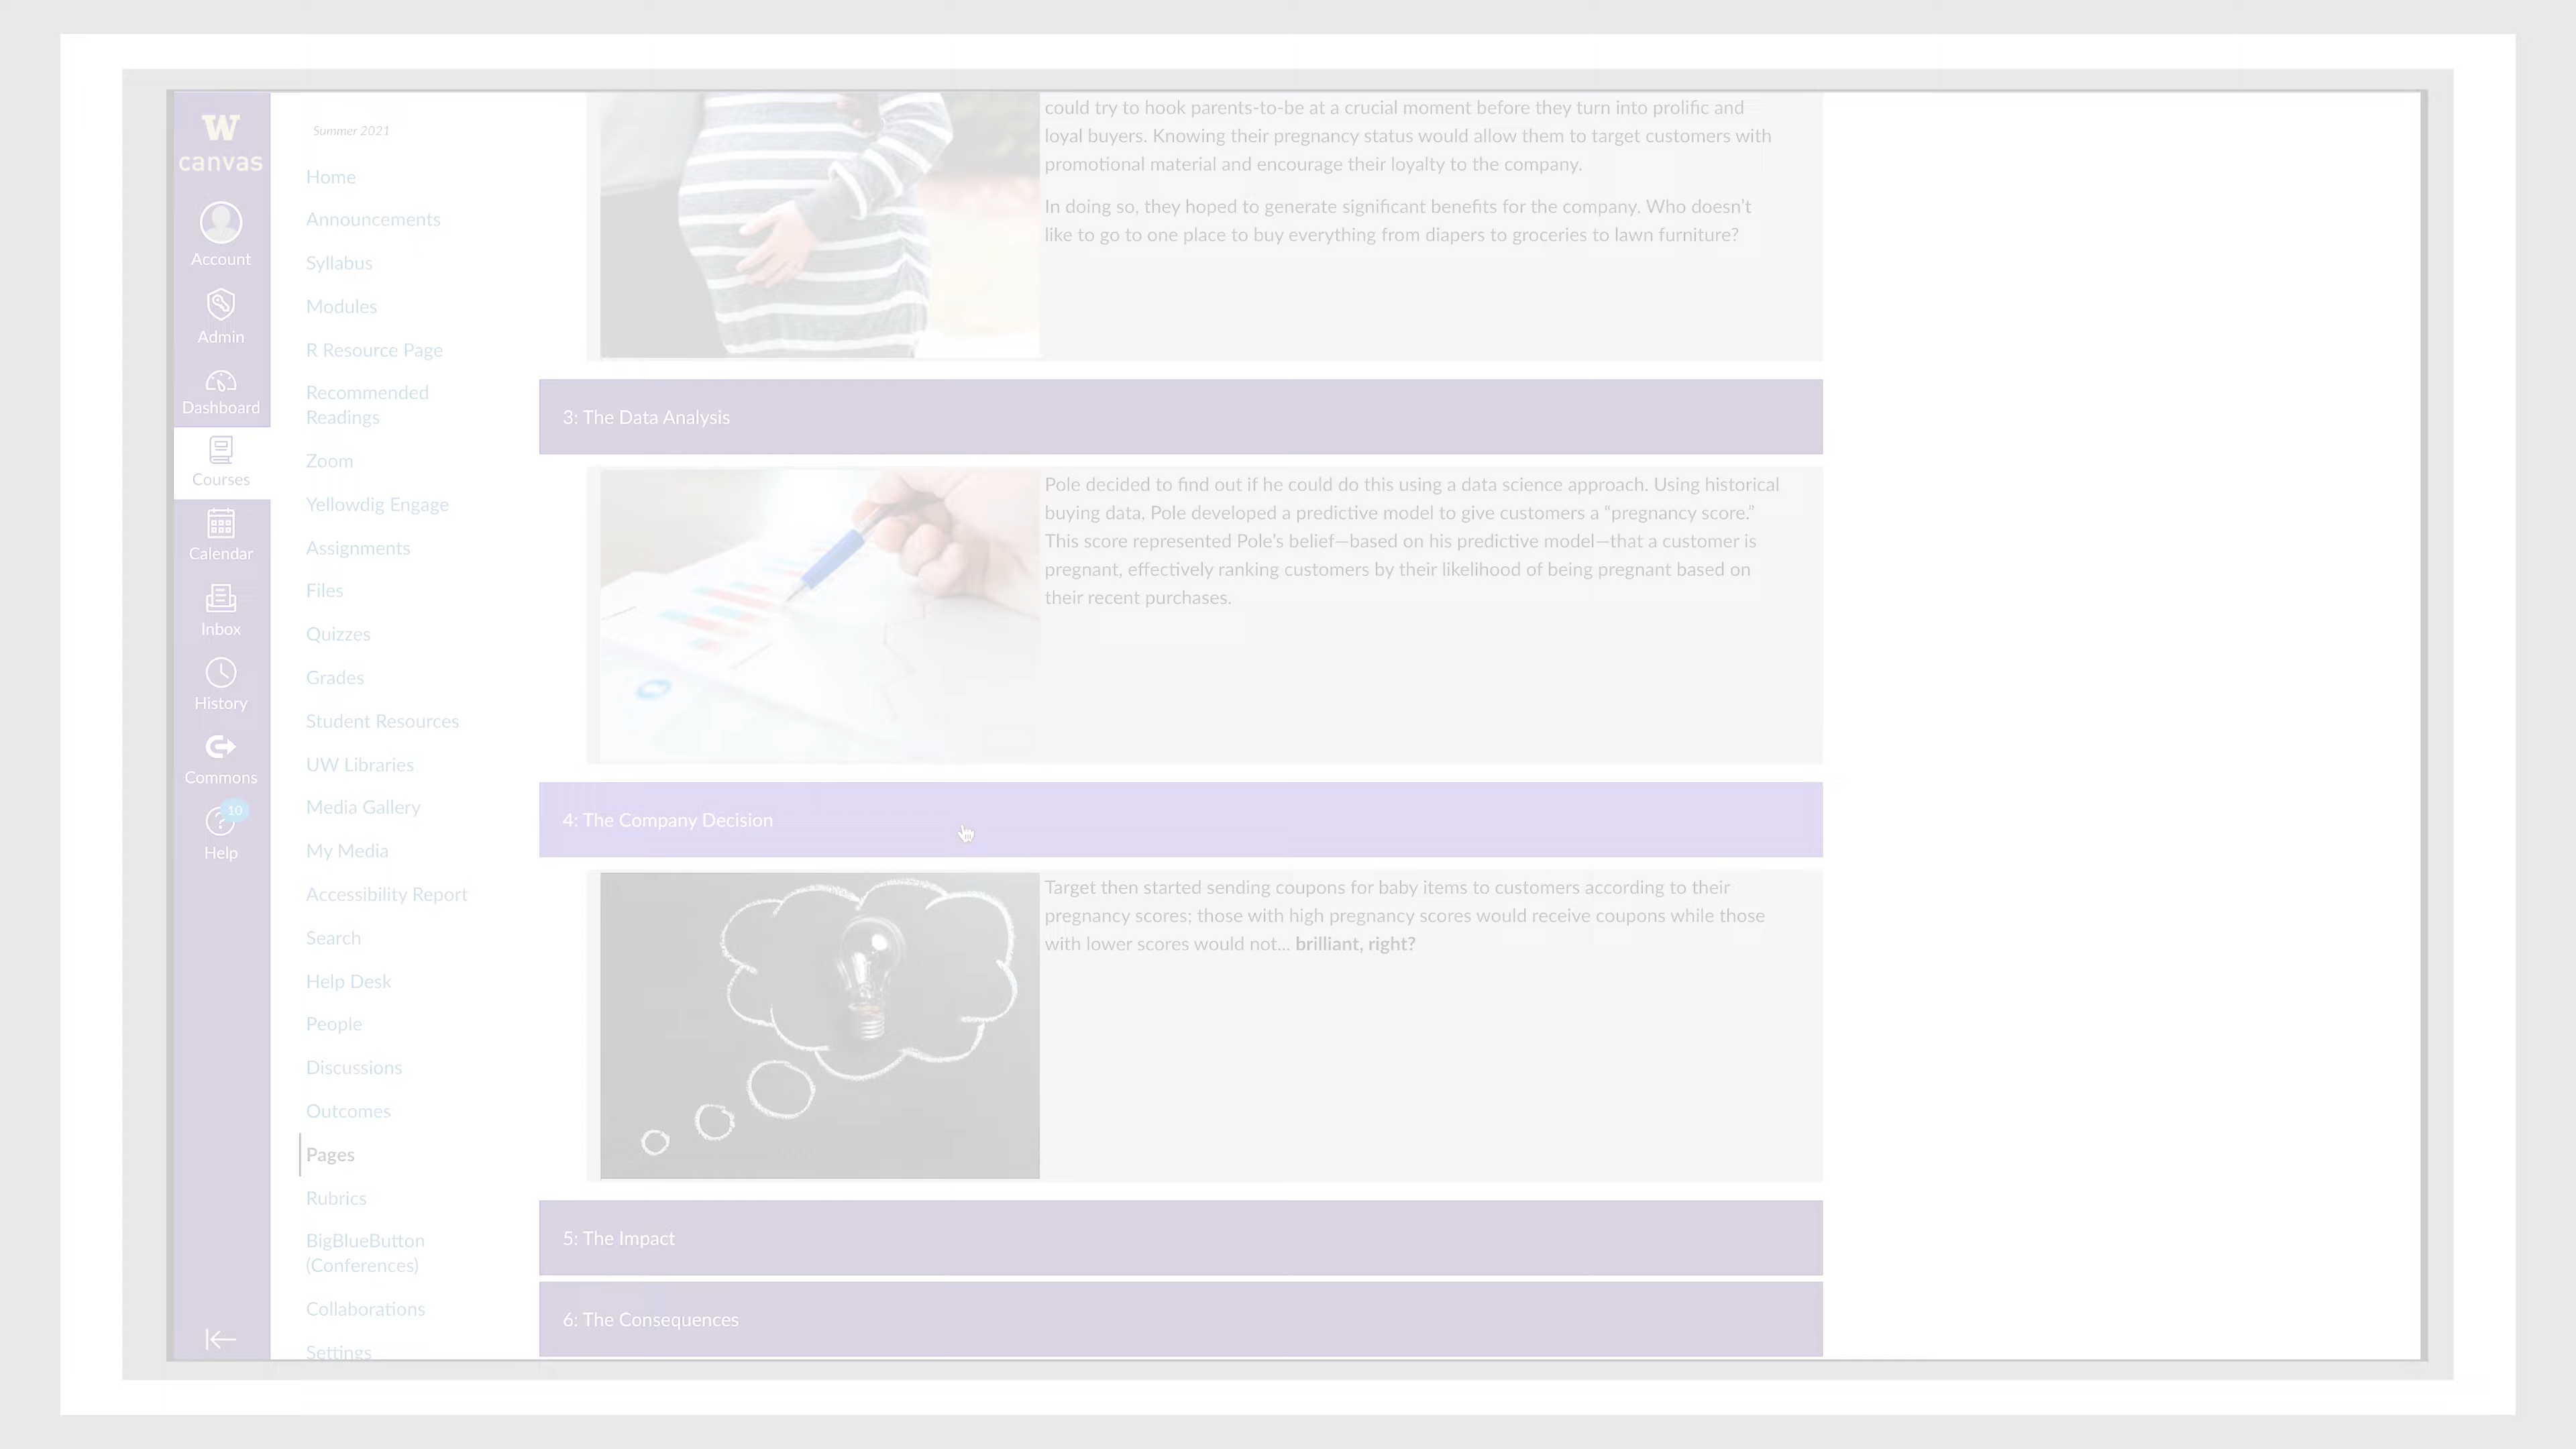 W
canvas
Account
Admin
Dashboard
Courses
Calendar
Inbox
History
Commons
10
Help
Summer 2021
Home
Announcements
Syllabus
Modules
R Resource Page
Recommended
Readings
Zoom
Yellowdig Engage
Assignments
Files
Quizzes
Grades
Student Resources
UW Libraries
Media Gallery
My Media
Accessibility Report
Search
Help Desk
People
Discussions
Outcomes
Pages
Rubrics
BigBlueButton
(Conferences)
Collaborations
Settings
could try to hook parents-to-be at a crucial moment before they turn into prolific and
loyal buyers. Knowing their pregnancy status would allow them to target customers with
promotional material and encourage their loyalty to the company.
In doing so, they hoped to generate significant benefits for the company. Who doesn't
like to go to one place to buy everything from diapers to groceries to lawn furniture?
3: The Data Analysis
Pole decided to find out if he could do this using a data science approach. Using historical
buying data, Pole developed a predictive model to give customers a “pregnancy score.”
This score represented Pole's belief—based on his predictive model—that a customer is
pregnant, effectively ranking customers by their likelihood of being pregnant based on
their recent purchases.
4: The Company Decision
Target then started sending coupons for baby items to customers according to their
pregnancy scores; those with high pregnancy scores would receive coupons while those
with lower scores would not... brilliant, right?
5: The Impact
6: The Consequences